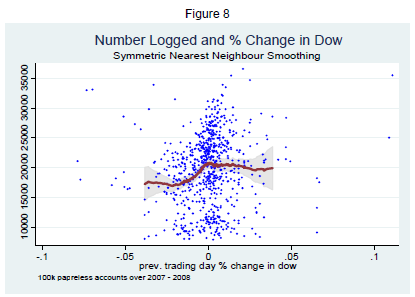 Figure 8
Number Logged and % Change in Dow
Symmetric Nearest Neighbour Smoothing
35000
30000
25000
20000
15000
10000
-.1 -.05 0 .05 .1
prev. trading day % change in dow
100k papreless accounts over 2007 - 2008